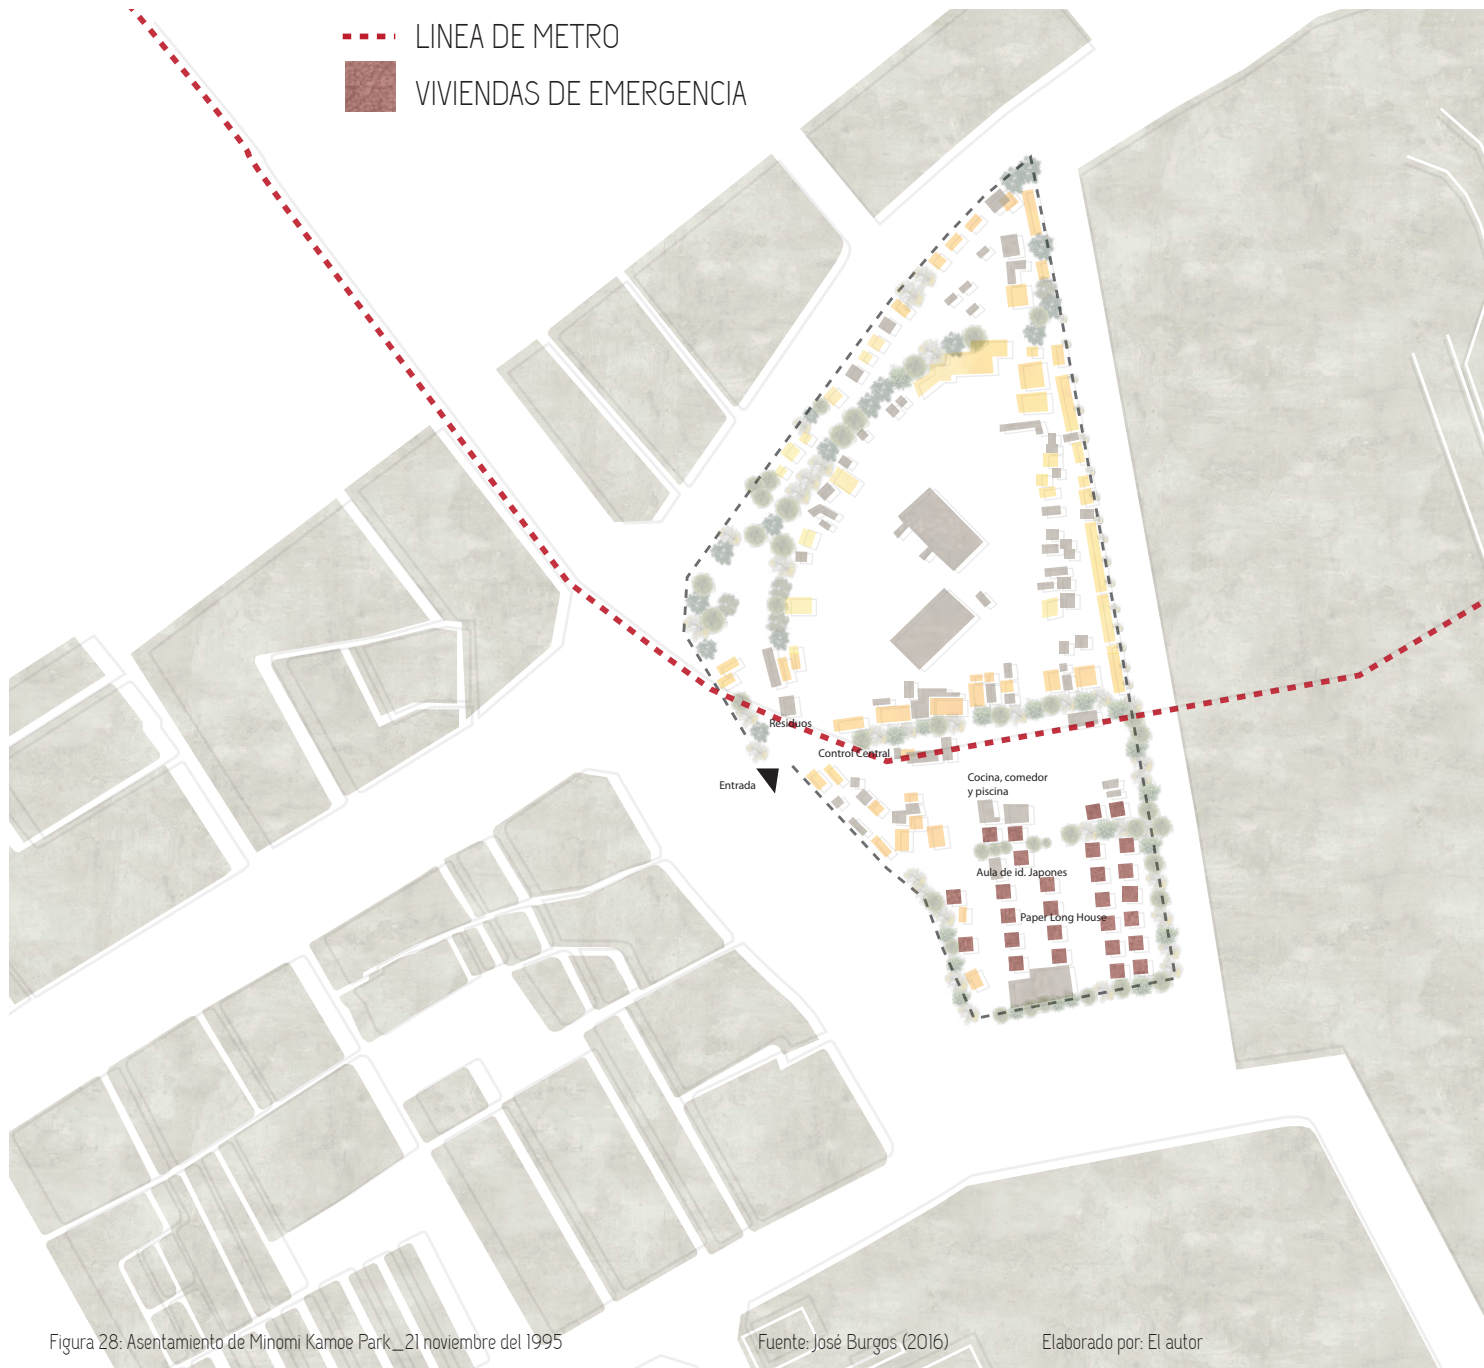 LINEA DE METRO
VIVIENDAS DE EMERGENCIA
Residuos
Control Central
Entrada
Cocina, comedor
y piscina
Aula de id. Japones
Paper Long House
Figura 28: Asentamiento de Minomi Kamoe Park_21 noviembre del 1995
Fuente: José Burgos (2016)
Elaborado por: El autor